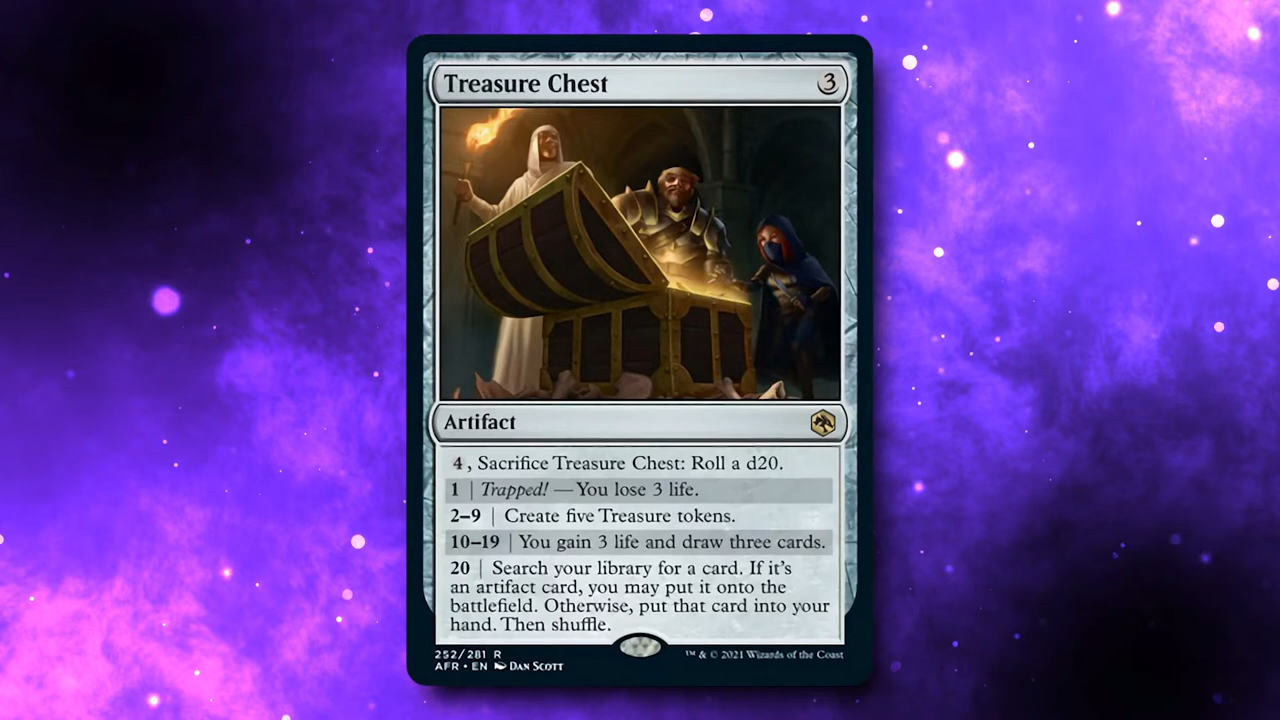 Treasure Chest 3
Artifact
4, Sacrifice Treasure Chest: Roll a d20.
1 | Trapped! — You lose 3 life.
2–9 | Create five Treasure tokens.
10–19 | You gain 3 life and draw three cards.
20 | Search your library for a card. If it's
an artifact card, you may put it onto the
battlefield. Otherwise, put that card into your
hand. Then shuffle.
252/281 R
™ & © 2021 Wizards of the Coast
AFR • EN DAN SCOTT